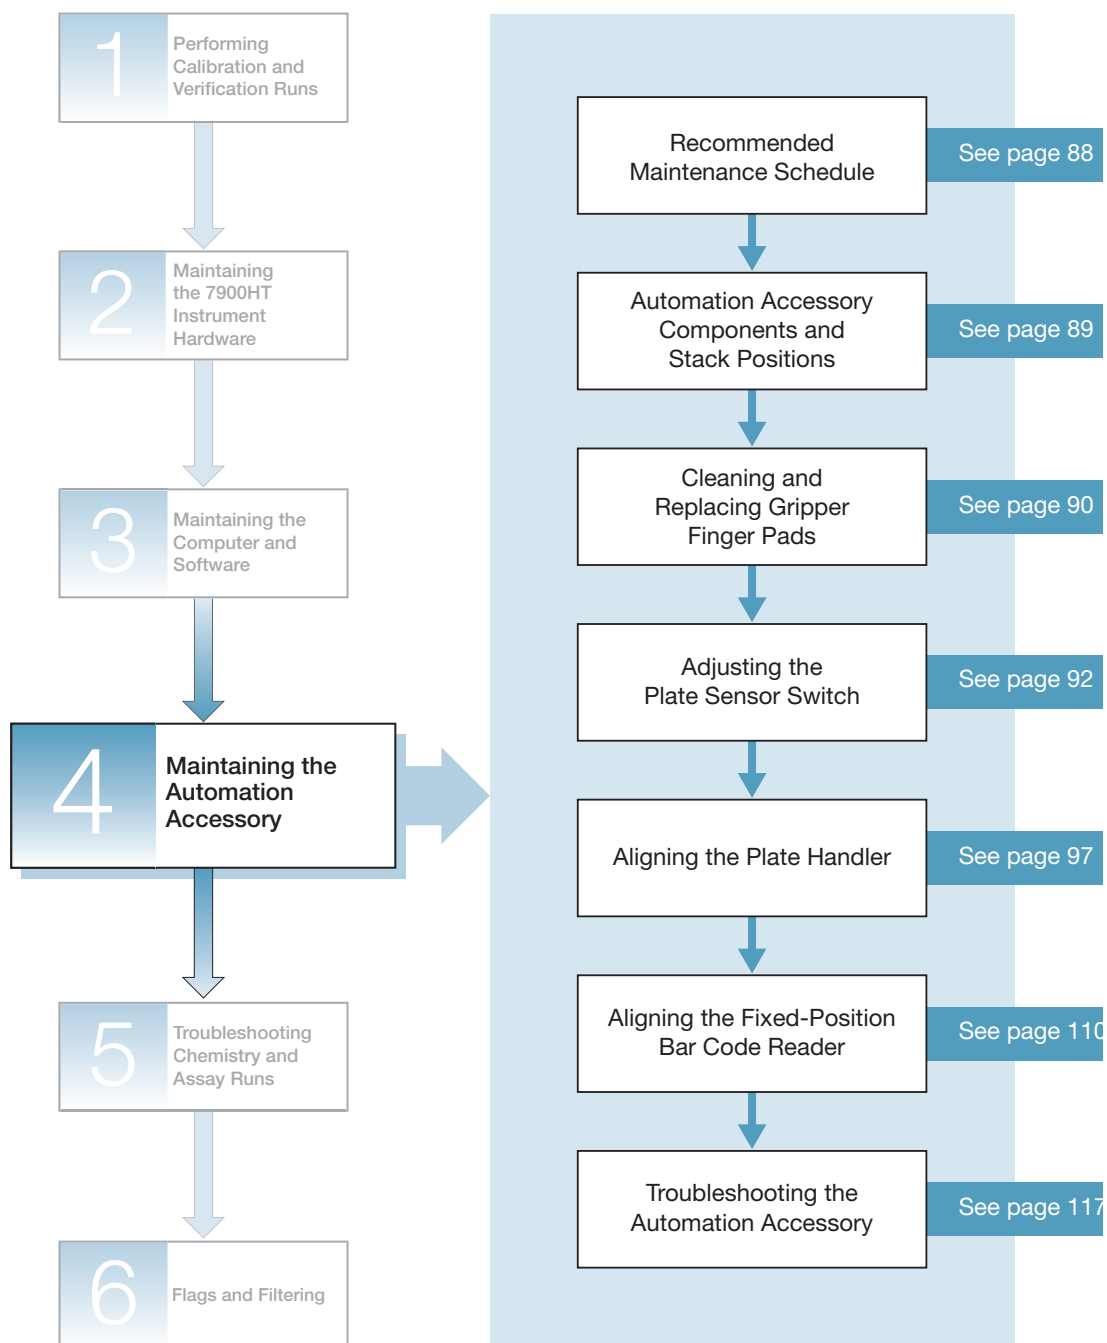 1
Performing
Calibration and
Verification Runs
2
Maintaining
the 7900HT
Instrument
Hardware
3
Maintaining the
Computer and
Software
4
Maintaining the
Automation
Accessory
5
Troubleshooting
Chemistry and
Assay Runs
6
Flags and Filtering
Recommended
Maintenance Schedule
See page 88
Automation Accessory
Components and
Stack Positions
See page 89
Cleaning and
Replacing Gripper
Finger Pads
See page 90
Adjusting the
Plate Sensor Switch
See page 92
Aligning the Plate Handler
See page 97
Aligning the Fixed-Position
Bar Code Reader
See page 110
Troubleshooting the
Automation Accessory
See page 117